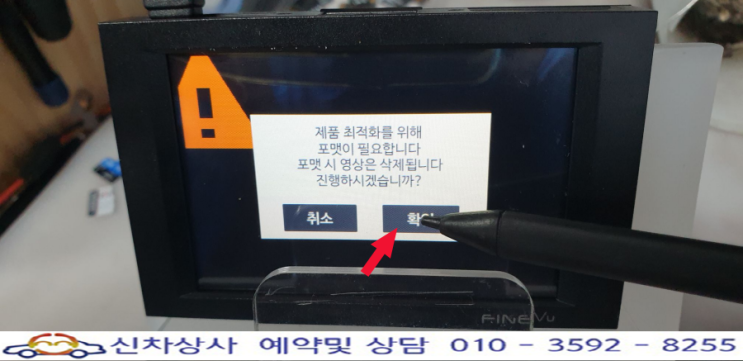 제품 최적화를 위해
포맷이 필요합니다
포맷 시 영상은 삭제됩니다
진행하시겠습니까?
취소
FINEVu
신차상사 예약및 상담 010 - 3592 - 8255